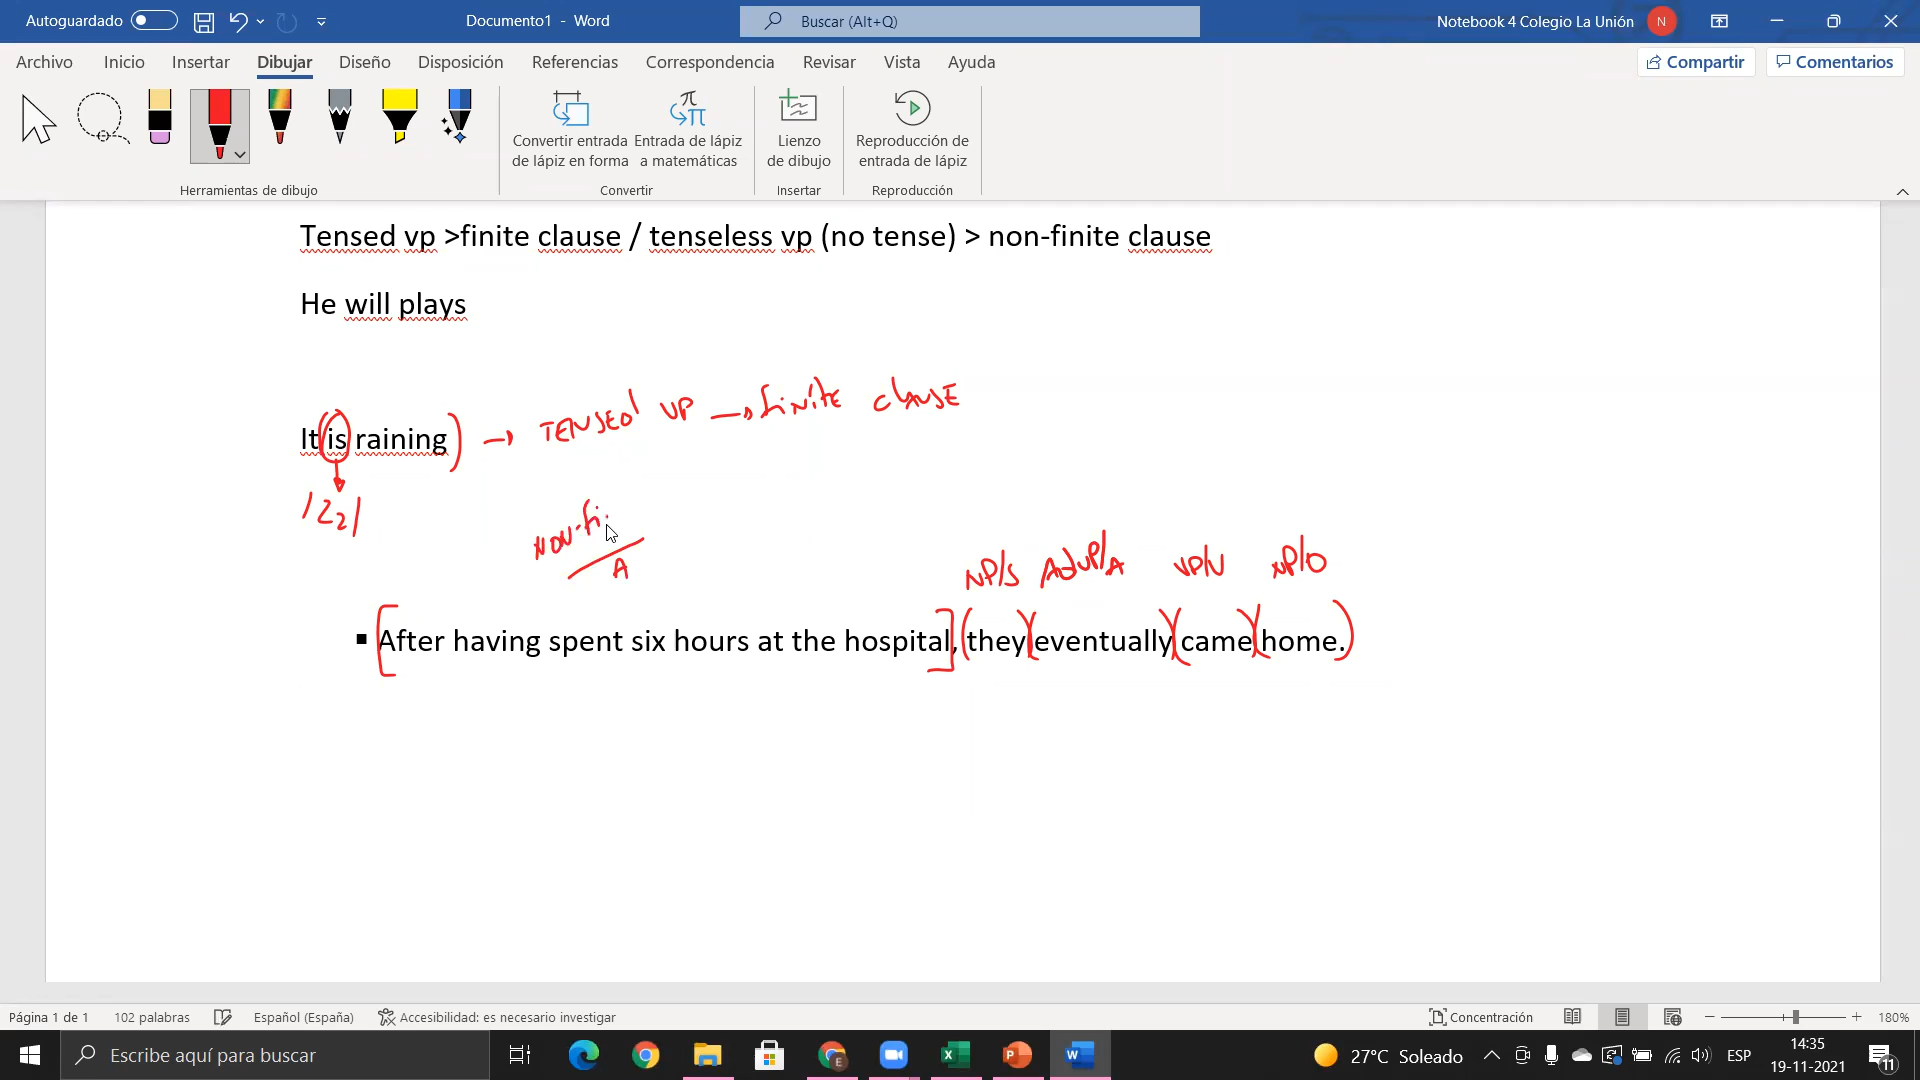 Autoguardado
Documento1 - Word
Buscar (Alt+Q)
Notebook 4 Colegio La Unión N
Archivo Inicio Insertar Dibujar Diseño Disposición Referencias Correspondencia Revisar Vista Ayuda
Compartir Comentarios
Convertir entrada de lápiz en forma
Entrada de lápiz a matemáticas
Lienzo de dibujo
Reproducción de entrada de lápiz
Herramientas de dibujo Convertir Insertar Reproducción
Tensed vp >finite clause / tenseless vp (no tense) > non-finite clause
He will plays
TENSED VP → finite clause
It is raining
NON-fi.
A
NP/S AdvP/A VP/V NP/O
▪ [After having spent six hours at the hospital], (they)(eventually)(came)(home.)
Página 1 de 1 102 palabras Español (España) Accesibilidad: es necesario investigar Concentración 180%
Escribe aquí para buscar
27°C Soleado ESP 14:35
19-11-2021 11